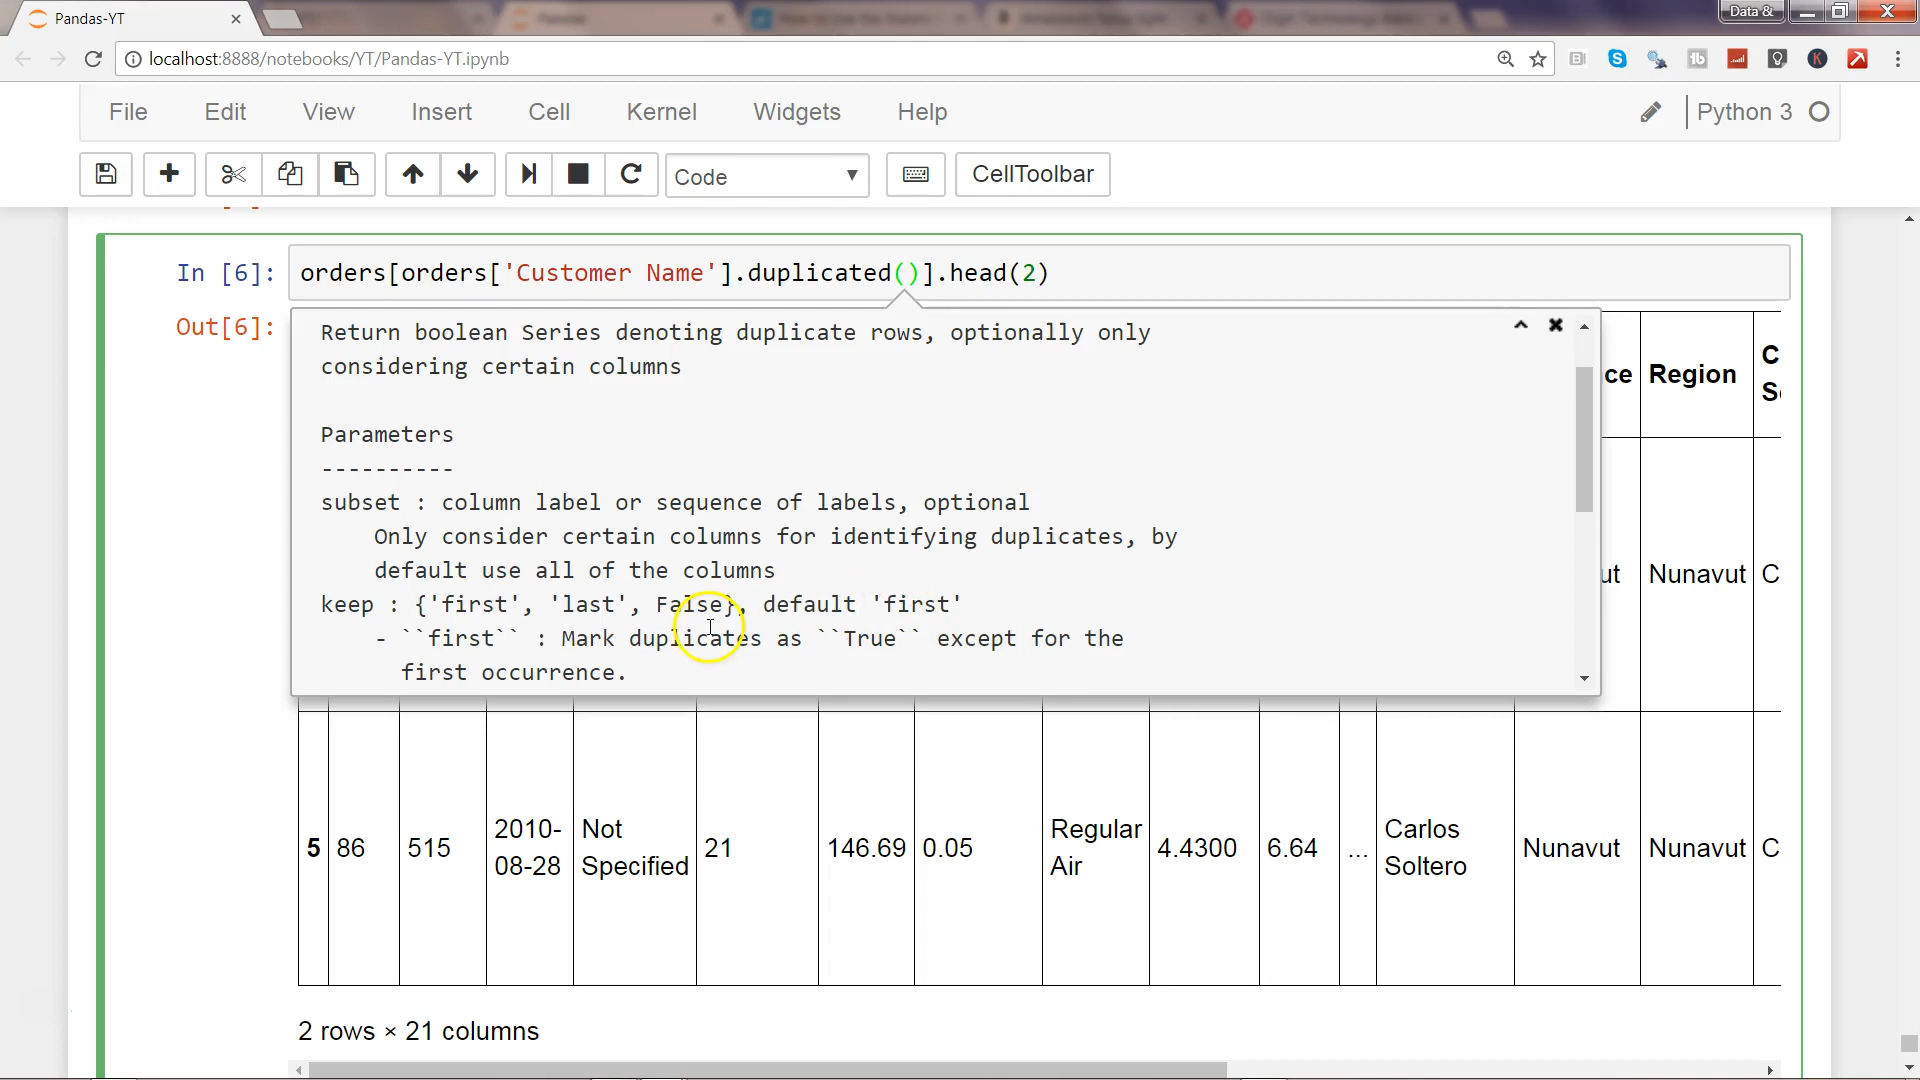 Pandas-YT
Data &
localhost:8888/notebooks/YT/Pandas-YT.ipynb
File Edit View Insert Cell Kernel Widgets Help
Python 3
Code
CellToolbar
In [6]: orders[orders['Customer Name'].duplicated()].head(2)
Out[6]:
Return boolean Series denoting duplicate rows, optionally only
considering certain columns
Parameters
----------
subset : column label or sequence of labels, optional
Only consider certain columns for identifying duplicates, by
default use all of the columns
keep : {'first', 'last', False}, default 'first'
- ``first`` : Mark duplicates as ``True`` except for the
first occurrence.
ce Region C
Nunavut C
5 86 515 2010-08-28 Not Specified 21 146.69 0.05 Regular Air 4.4300 6.64 ... Carlos Soltero Nunavut Nunavut C
2 rows × 21 columns